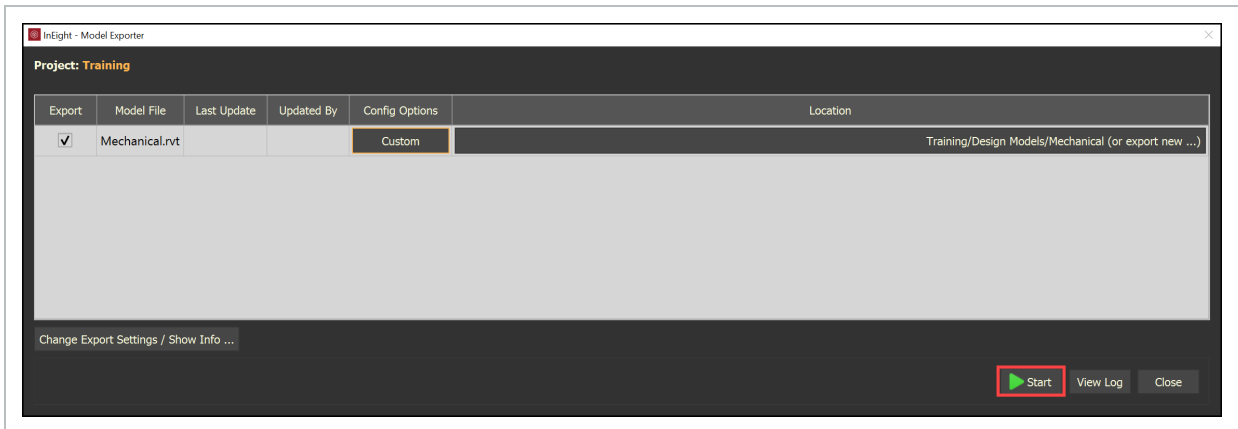 InEight - Model Exporter
Project: Training
Export Model File Last Update Updated By Config Options Location
Mechanical.rvt Custom Training/Design Models/Mechanical (or export new ...)
Change Export Settings / Show Info ...
Start View Log Close